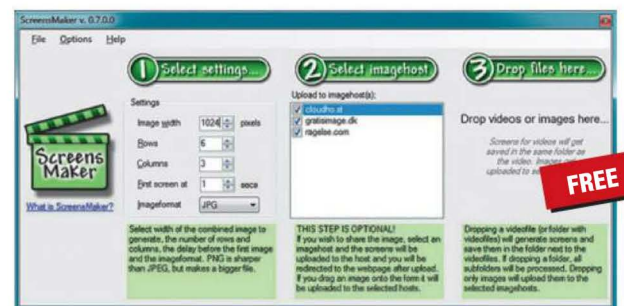 ScreensMaker v. 0.7.0.0
File Options Help
1 Select settings...
2 Select imagehost
3 Drop files here...
Screens
Maker
What is ScreensMaker?
Settings
Image width 1024 pixels
Rows 6
Columns 3
First screen at 1 secs
Imageformat JPG
Upload to imagehost(s):
cloudho.st
gratisimage.dk
ragelse.com
Drop videos or images here...
Screens for videos will get
saved in the same folder as
the video. Images
uploaded to
FREE
Select width of the combined image to
generate, the number of rows and
columns, the delay before the first image
and the imageformat. PNG is sharper
than JPEG, but makes a bigger file.
THIS STEP IS OPTIONAL!
If you wish to share the image, select an
imagehost and the screens will be
uploaded to the host and you will be
redirected to the webpage after upload.
If you drag an image onto the form it will
be uploaded to the selected hosts.
Dropping a videofile (or folder with
videofiles) will generate screens and
save them in the folder next to the
videofiles. If dropping a folder, all
subfolders will be processed. Dropping
only images will upload them to the
selected imagehosts.